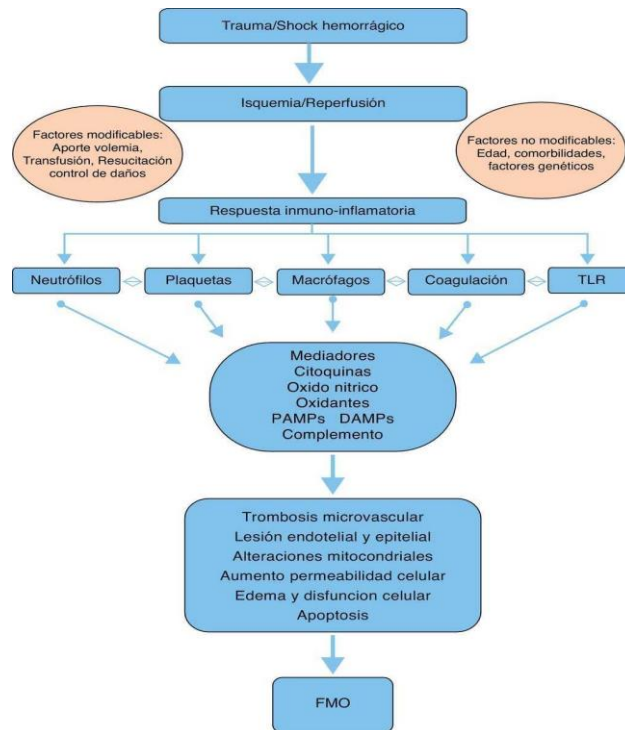 Trauma/Shock hemorrágico
Isquemia/Reperfusión
Factores modificables:
Aporte volemia,
Transfusión, Resucitación
control de daños
Factores no modificables:
Edad, comorbilidades,
factores genéticos
Respuesta inmuno-inflamatoria
Neutrófilos
Plaquetas
Macrófagos
Coagulación
TLR
Mediadores
Citoquinas
Oxido nitrico
Oxidantes
PAMPs DAMPs
Complemento
Trombosis microvascular
Lesión endotelial y epitelial
Alteraciones mitocondriales
Aumento permeabilidad celular
Edema y disfuncion celular
Apoptosis
FMO